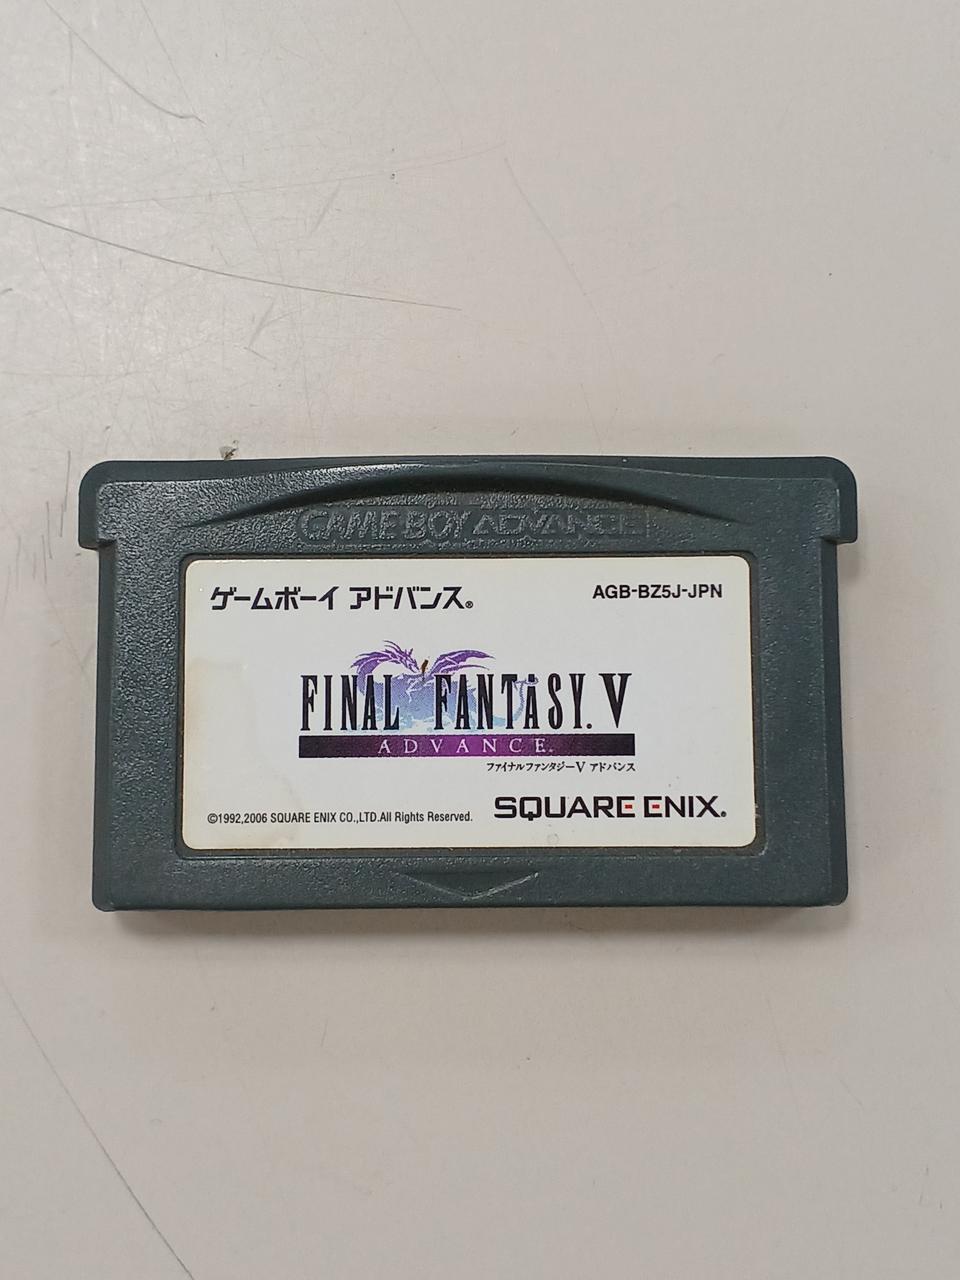 GAME BOY ADVANCE
ゲームボーイ アドバンス®
AGB-BZ5J-JPN
FINAL FANTASY. V
ADVANCE.
ファイナルファンタジーV アドバンス
©1992,2006 SQUARE ENIX CO.,LTD.All Rights Reserved.
SQUARE ENIX®